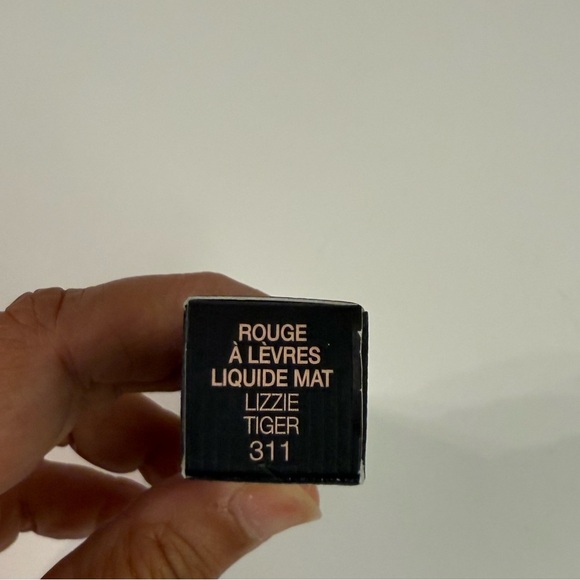 ROUGE
À LÈVRES
LIQUIDE MAT
LIZZIE
TIGER
311